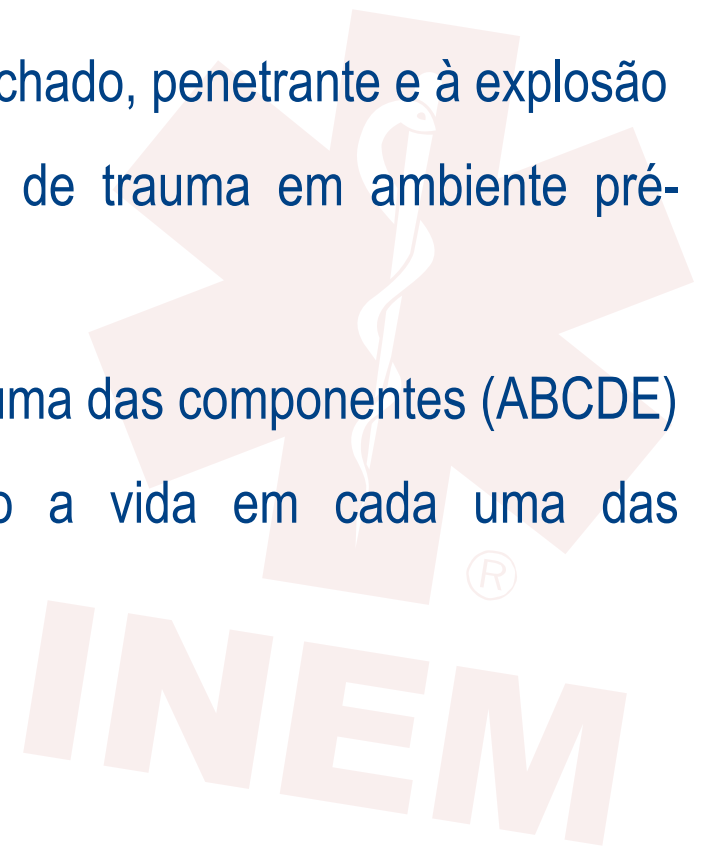 chado, penetrante e à explosão
de trauma em ambiente pré-
uma das componentes (ABCDE)
o a vida em cada uma das
®
INEM